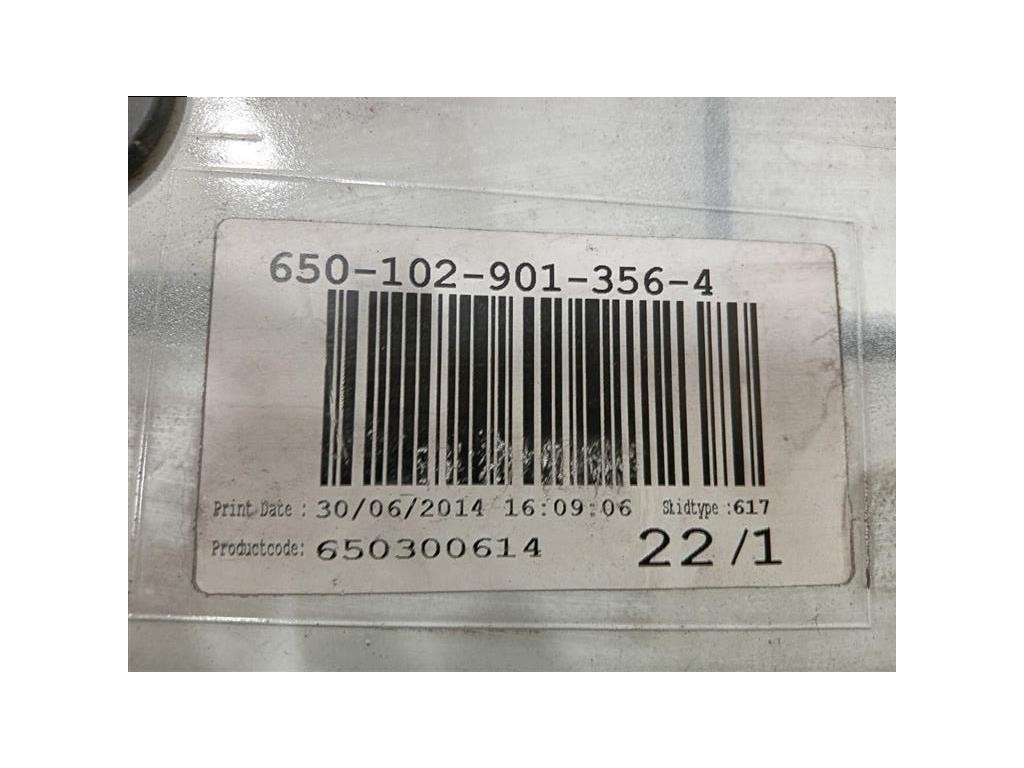 650-102-901-356-4
Print Date : 30/06/2014 16:09:06 Skidtype :617
Productcode: 650300614 22/1